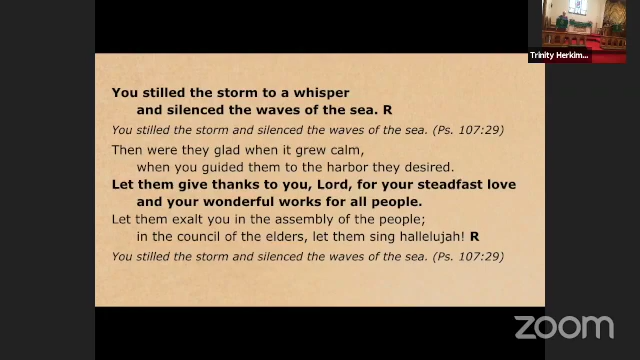 You stilled the storm to a whisper
and silenced the waves of the sea. R
You stilled the storm and silenced the waves of the sea. (Ps. 107:29)
Then were they glad when it grew calm,
when you guided them to the harbor they desired.
Let them give thanks to you, Lord, for your steadfast love
and your wonderful works for all people.
Let them exalt you in the assembly of the people;
in the council of the elders, let them sing hallelujah! R
You stilled the storm and silenced the waves of the sea. (Ps. 107:29)
Trinity Herkim...
zoom